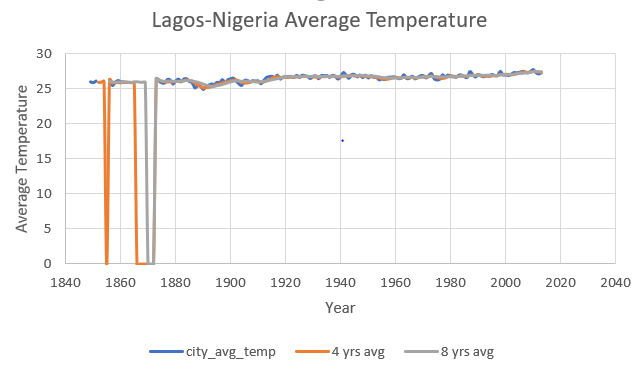 Lagos-Nigeria Average Temperature
30
25
20
15
10
5
0
Average Temperature
1840 1860 1880 1900 1920 1940 1960 1980 2000 2020 2040
Year
city_avg_temp 4 yrs avg 8 yrs avg